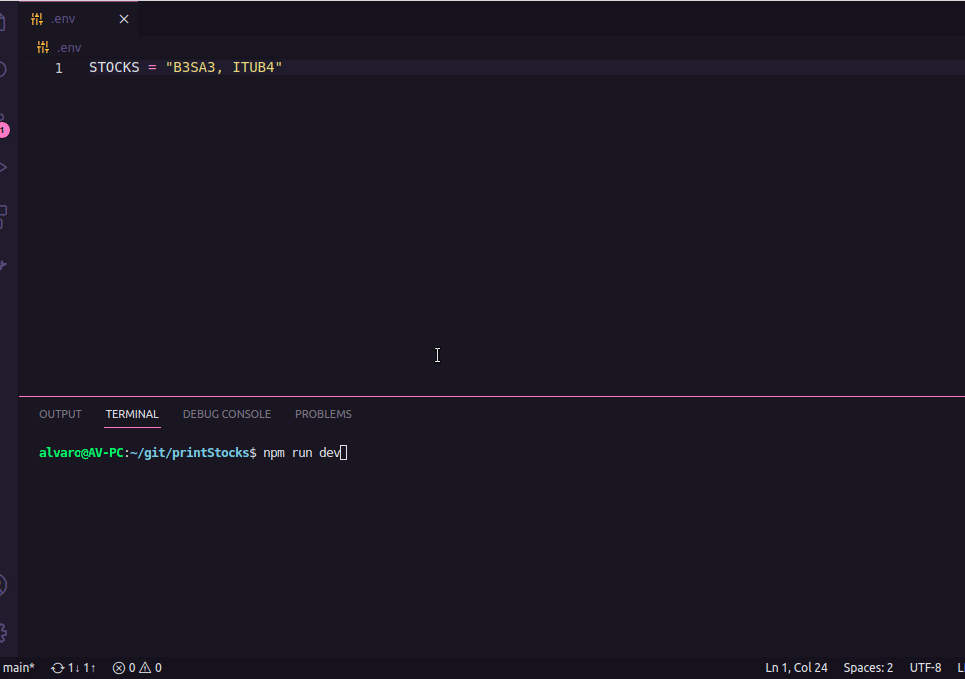 .env
.env
1 STOCKS = "B3SA3, ITUB4"
1
OUTPUT TERMINAL DEBUG CONSOLE PROBLEMS
alvaro@AV-PC:~/git/printStocks$ npm run dev
main* 1↓ 1↑ 0 0 Ln 1, Col 24 Spaces: 2 UTF-8